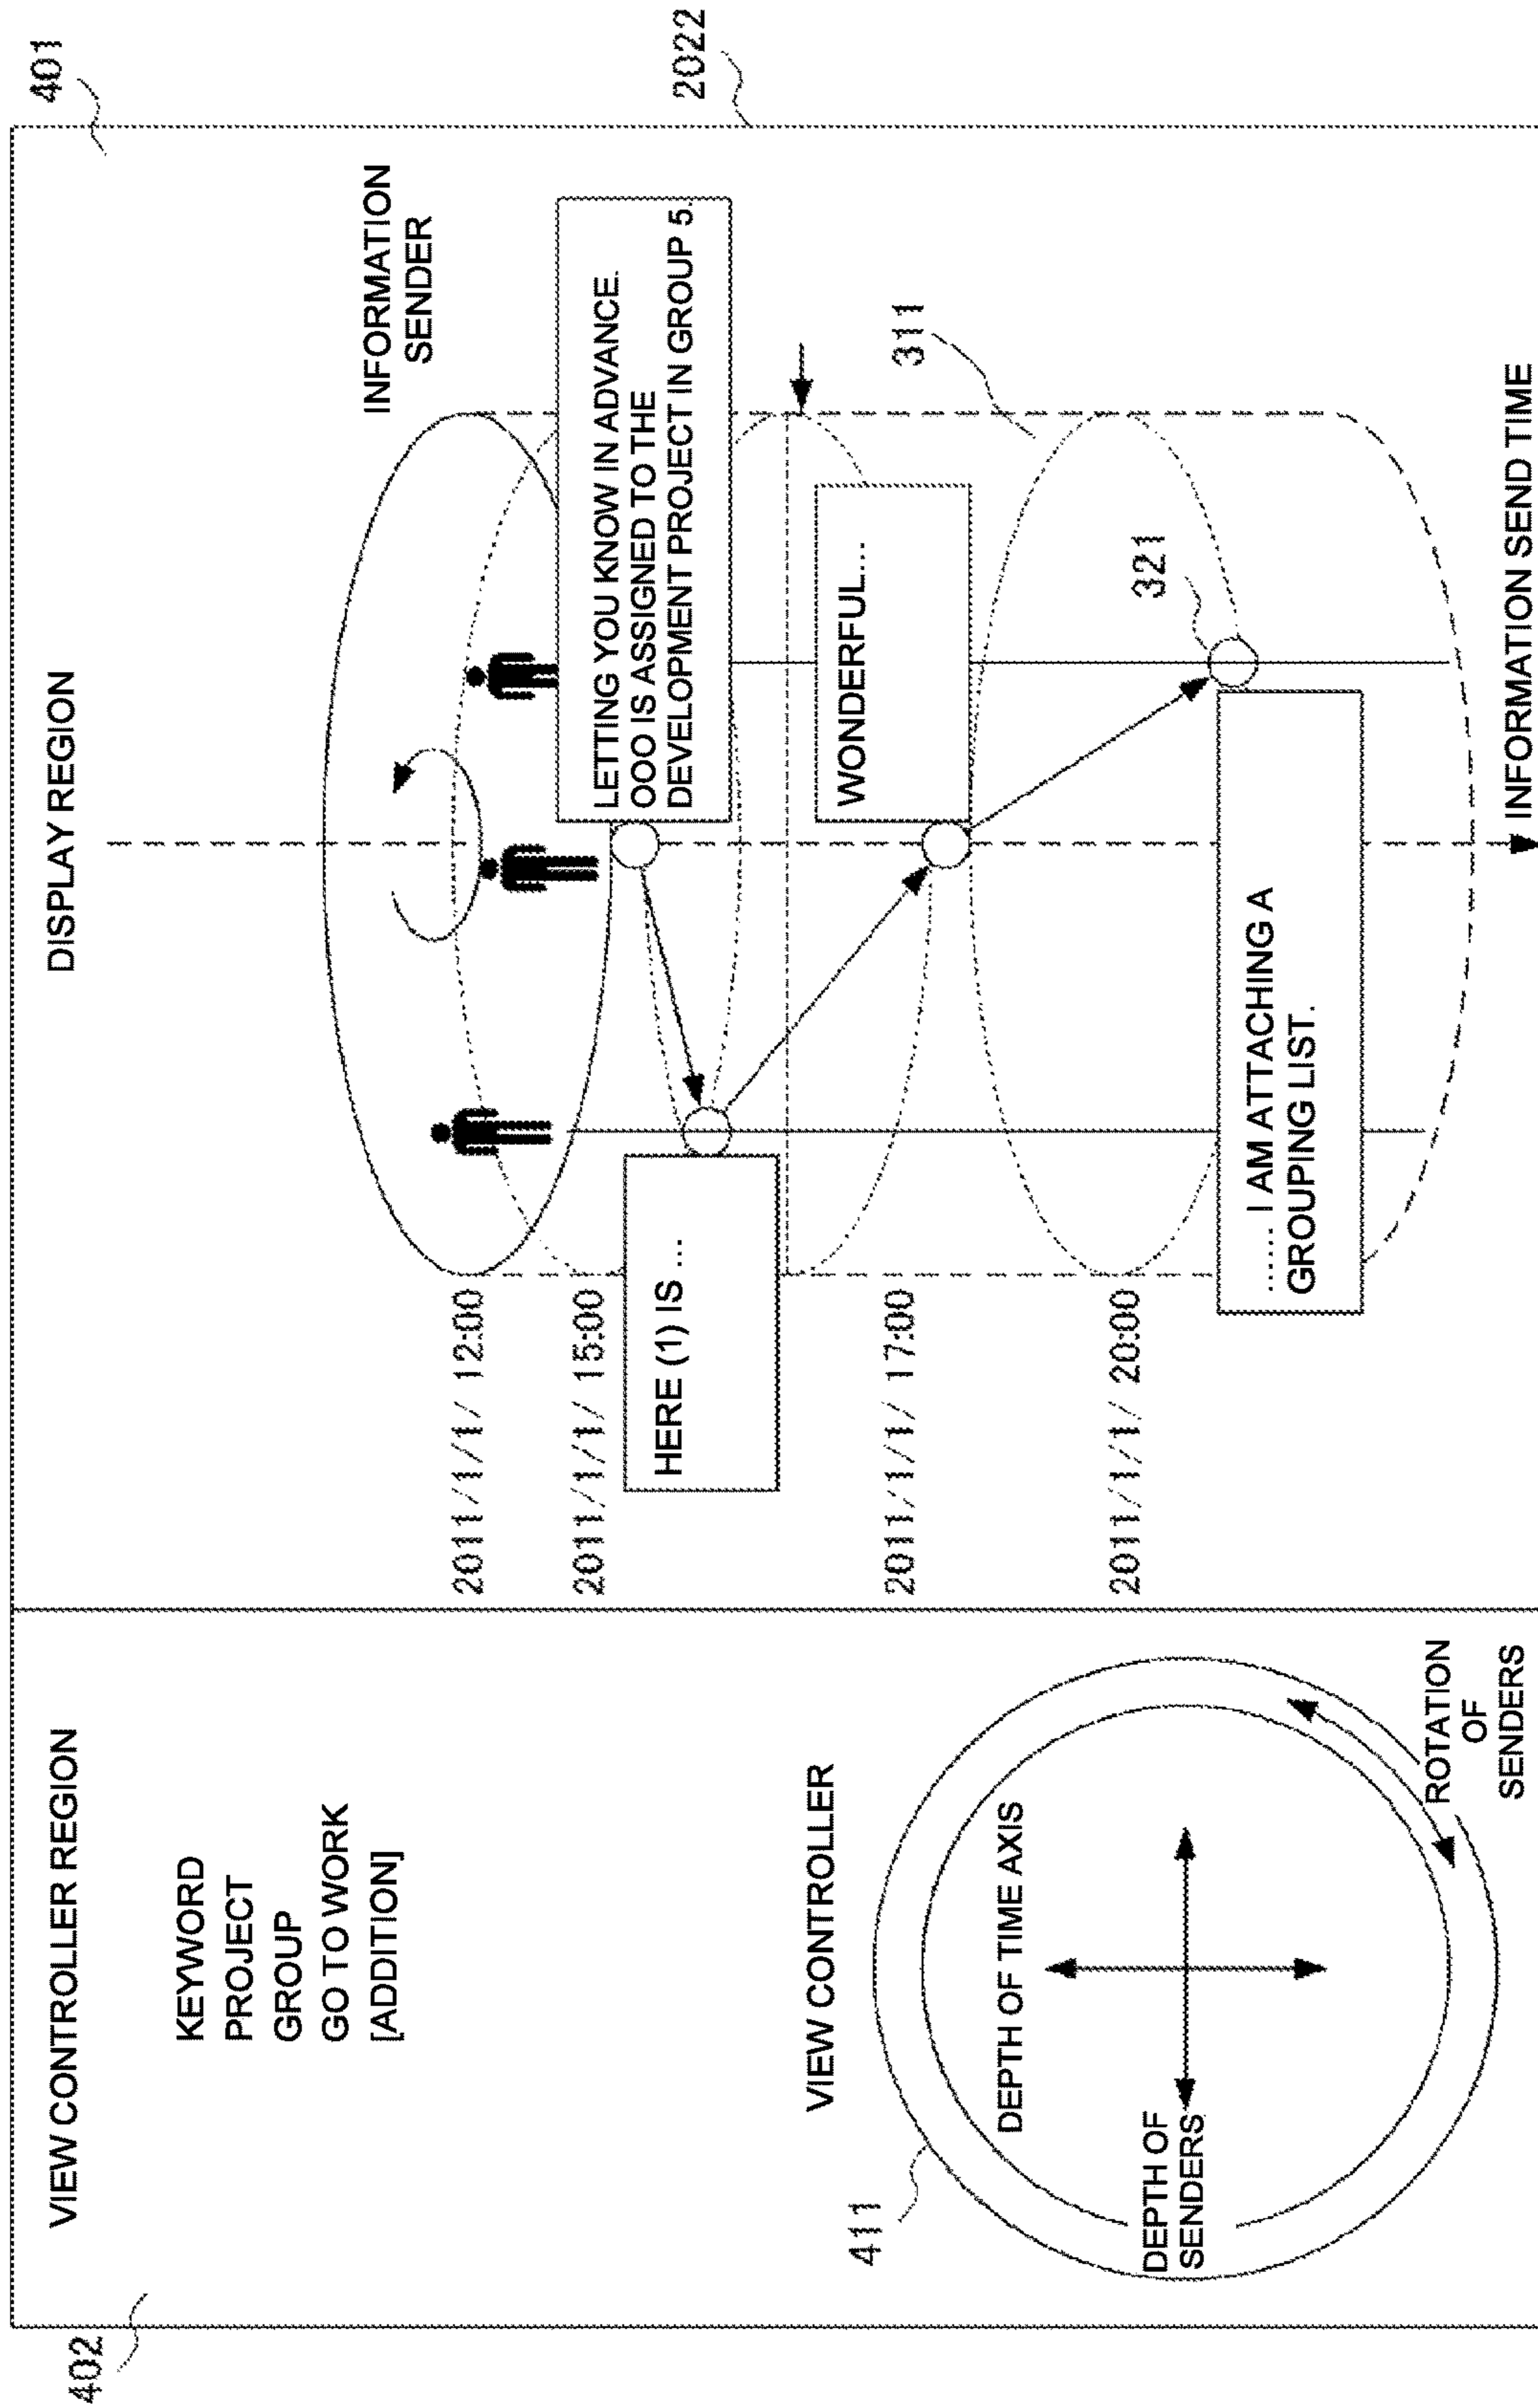 402
VIEW CONTROLLER REGION
KEYWORD
PROJECT
GROUP
GO TO WORK
[ADDITION]
VIEW CONTROLLER
411
DEPTH OF TIME AXIS
DEPTH OF
SENDERS
ROTATION
OF
SENDERS
DISPLAY REGION
401
2022
INFORMATION
SENDER
2011/1/1/ 12:00
2011/1/1/ 15:00
2011/1/1/ 17:00
2011/1/1/ 20:00
LETTING YOU KNOW IN ADVANCE.
OOO IS ASSIGNED TO THE
DEVELOPMENT PROJECT IN GROUP 5.
HERE (1) IS ...
WONDERFUL...
311
321
...... I AM ATTACHING A
GROUPING LIST.
INFORMATION SEND TIME